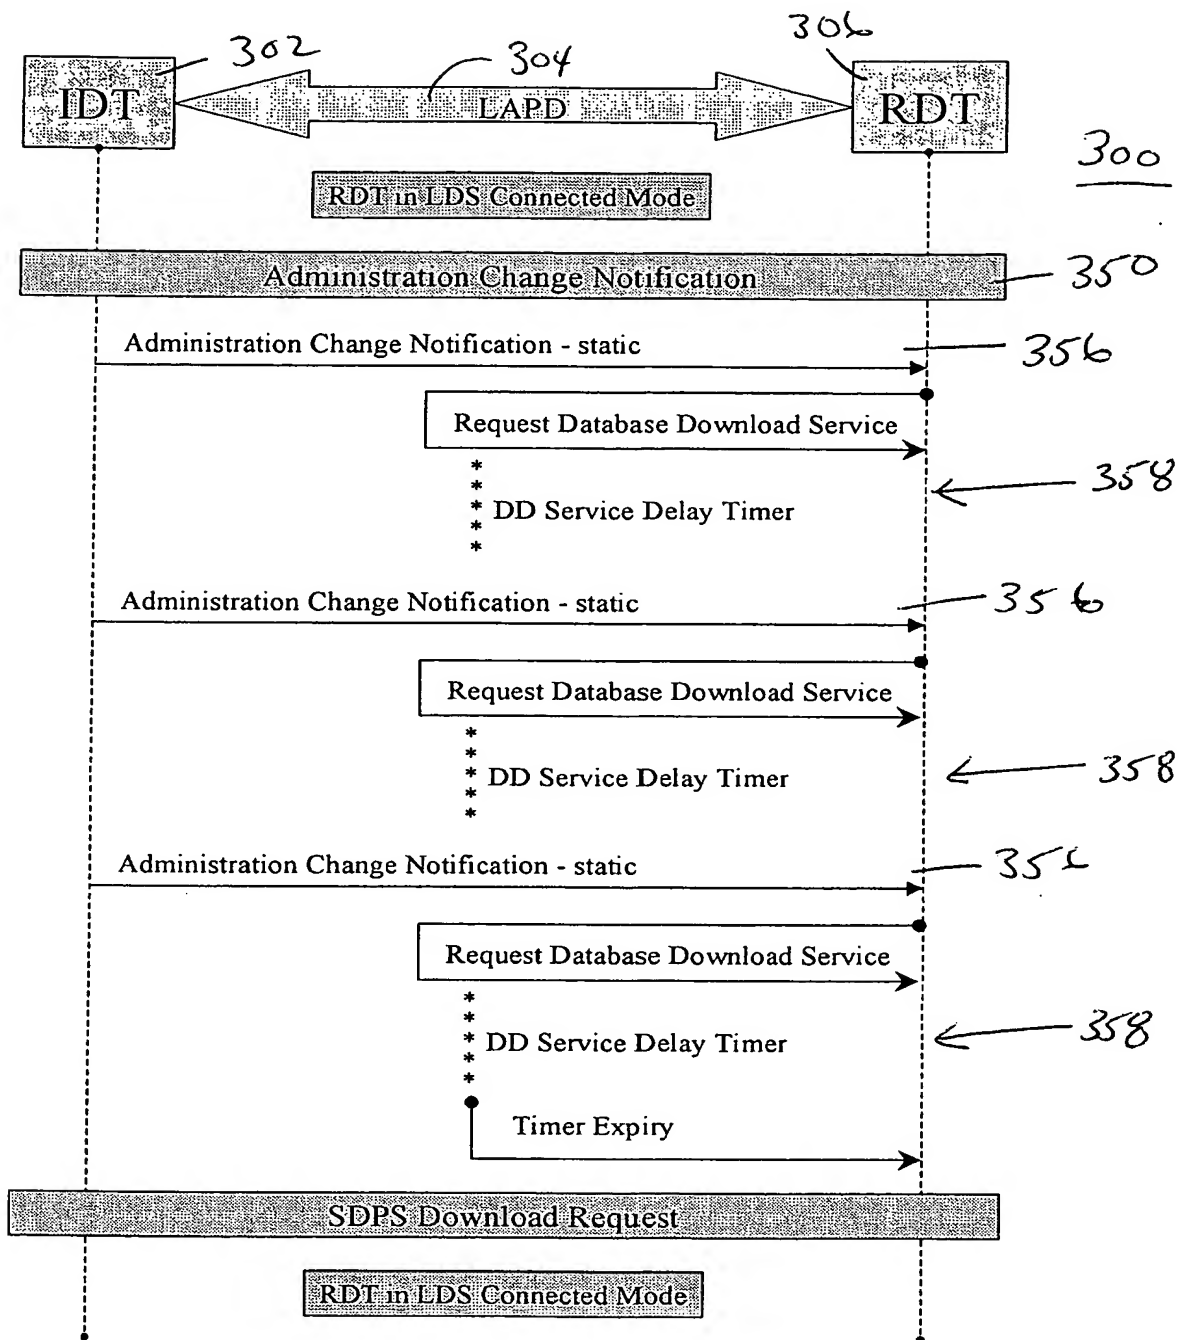 302
304
306
IDT
LAPD
RDT
300
RDT in LDS Connected Mode
Administration Change Notification
350
Administration Change Notification - static
356
Request Database Download Service
358
* * * * * DD Service Delay Timer
Administration Change Notification - static
356
Request Database Download Service
* * * * * DD Service Delay Timer
358
Administration Change Notification - static
356
Request Database Download Service
* * * * * DD Service Delay Timer
358
Timer Expiry
SDPS Download Request
RDT in LDS Connected Mode